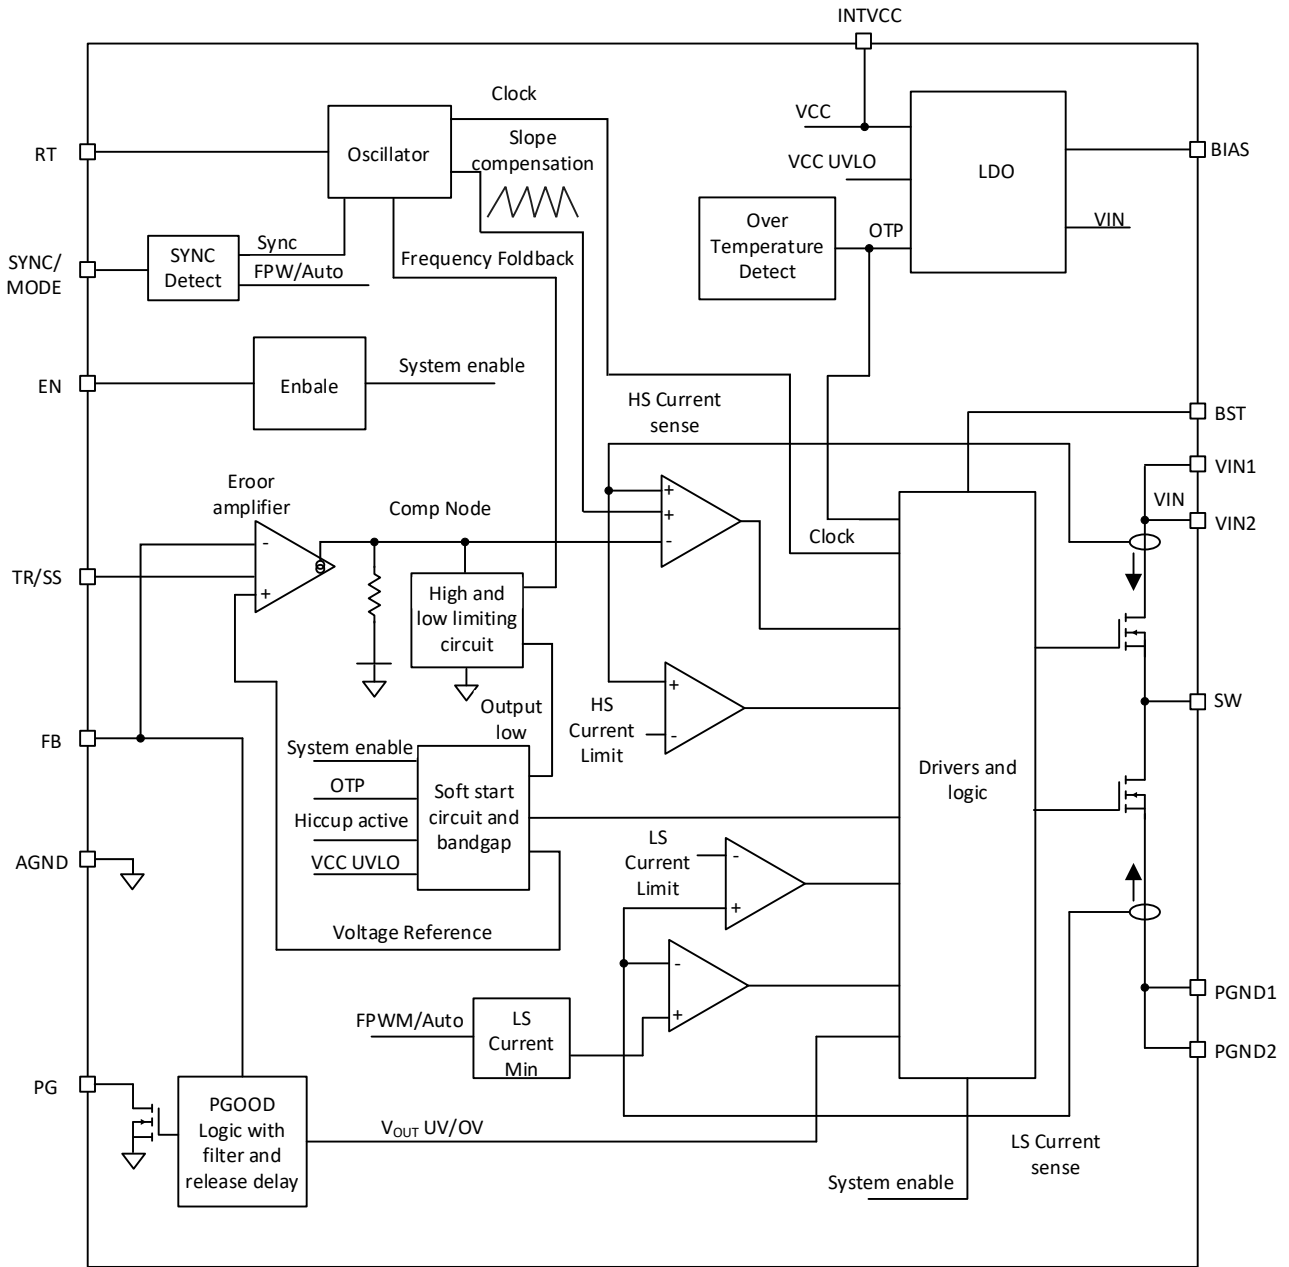 INTVCC
Clock
VCC
RT
Oscillator
Slope
compensation
VCC UVLO
LDO
BIAS
Over
Temperature
Detect
OTP
VIN
SYNC/
MODE
SYNC
Detect
Sync
FPW/Auto
Frequency Foldback
EN
Enbale
System enable
HS Current
sense
BST
VIN1
VIN
VIN2
Eroor
amplifier
Comp Node
Clock
+
+
-
-
+
TR/SS
High and
low limiting
circuit
HS
Current
Limit
+
-
SW
Output
low
FB
System enable
OTP
Hiccup active
VCC UVLO
Soft start
circuit and
bandgap
Drivers and
logic
LS
Current
Limit
-
+
AGND
Voltage Reference
-
+
FPWM/Auto
LS
Current
Min
PGND1
PGND2
PG
PGOOD
Logic with
filter and
release delay
VOUT UV/OV
LS Current
sense
System enable